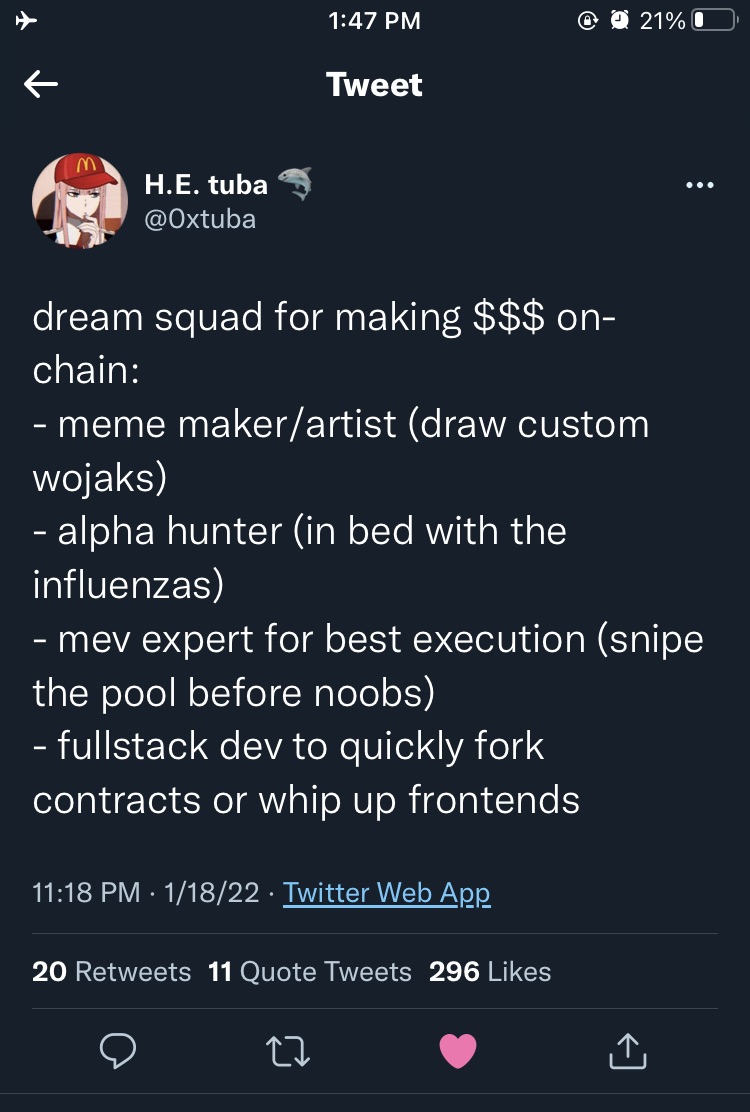 1:47 PM
21%
Tweet
H.E. tuba
@0xtuba
dream squad for making $$$ on-
chain:
- meme maker/artist (draw custom
wojaks)
- alpha hunter (in bed with the
influenzas)
- mev expert for best execution (snipe
the pool before noobs)
- fullstack dev to quickly fork
contracts or whip up frontends
11:18 PM · 1/18/22 · Twitter Web App
20 Retweets 11 Quote Tweets 296 Likes